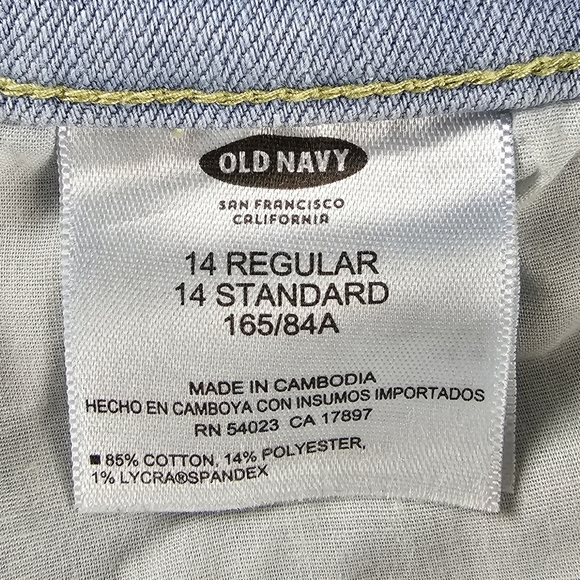 OLD NAVY
SAN FRANCISCO
CALIFORNIA
14 REGULAR
14 STANDARD
165/84A
MADE IN CAMBODIA
HECHO EN CAMBOYA CON INSUMOS IMPORTADOS
RN 54023 CA 17897
■ 85% COTTON, 14% POLYESTER,
1% LYCRA®SPANDEX